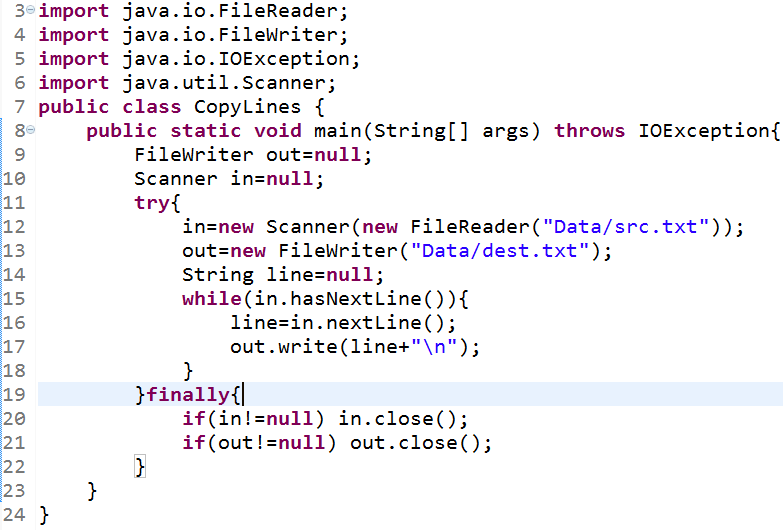 3 import java.io.FileReader;
4 import java.io.FileWriter;
5 import java.io.IOException;
6 import java.util.Scanner;
7 public class CopyLines {
8     public static void main(String[] args) throws IOException{
9         FileWriter out=null;
10         Scanner in=null;
11         try{
12             in=new Scanner(new FileReader("Data/src.txt"));
13             out=new FileWriter("Data/dest.txt");
14             String line=null;
15             while(in.hasNextLine()){
16                 line=in.nextLine();
17                 out.write(line+"\n");
18             }
19         }finally{
20             if(in!=null) in.close();
21             if(out!=null) out.close();
22         }
23     }
24 }